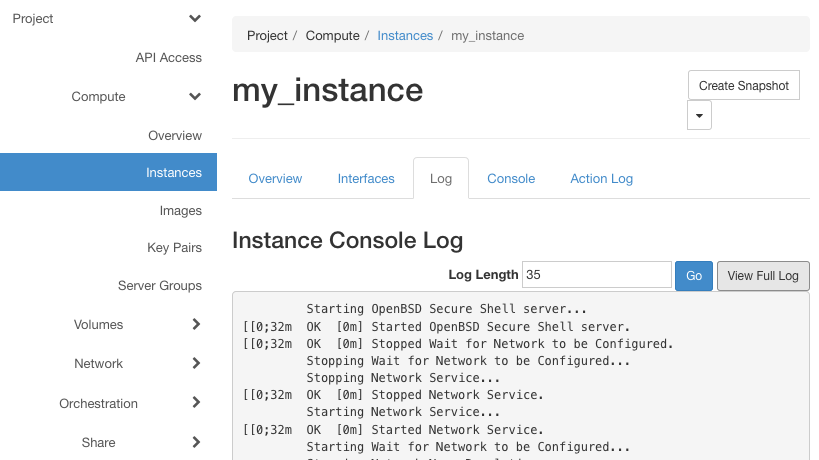 Project
API Access
Compute
Overview
Instances
Images
Key Pairs
Server Groups
Volumes
Network
Orchestration
Share
Project / Compute / Instances / my_instance
my_instance
Create Snapshot
Overview Interfaces Log Console Action Log
Instance Console Log
Log Length 35 Go View Full Log
Starting OpenBSD Secure Shell server...
[[0;32m  OK  [0m] Started OpenBSD Secure Shell server.
[[0;32m  OK  [0m] Stopped Wait for Network to be Configured.
Stopping Wait for Network to be Configured...
Stopping Network Service...
[[0;32m  OK  [0m] Stopped Network Service.
Starting Network Service...
[[0;32m  OK  [0m] Started Network Service.
Starting Wait for Network to be Configured...